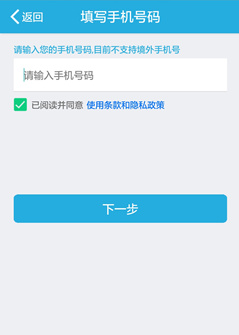 返回 填写手机号码
请输入您的手机号码,目前不支持境外手机号
请输入手机号码
已阅读并同意 使用条款和隐私政策
下一步